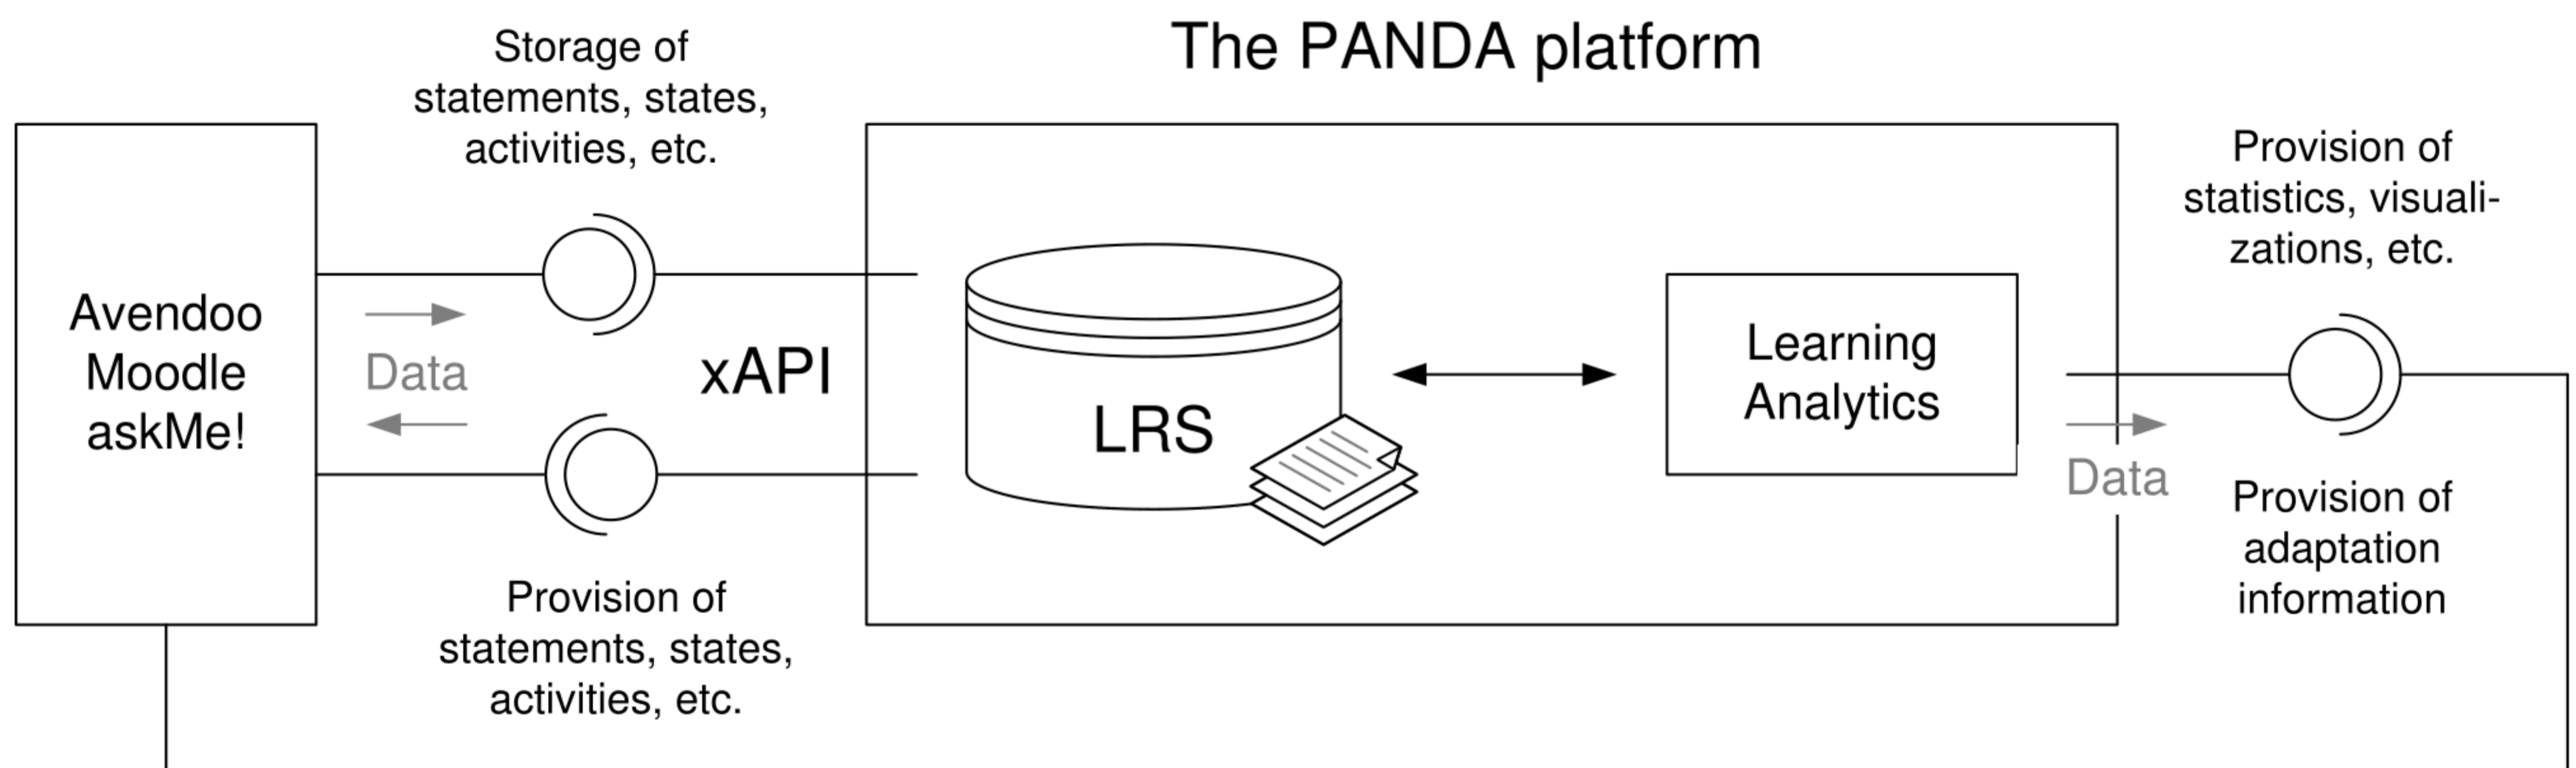 The PANDA platform
Storage of
statements, states,
activities, etc.
Avendoo
Moodle
askMe!
Data
xAPI
Provision of
statements, states,
activities, etc.
LRS
Learning
Analytics
Provision of
statistics, visuali-
zations, etc.
Data
Provision of
adaptation
information